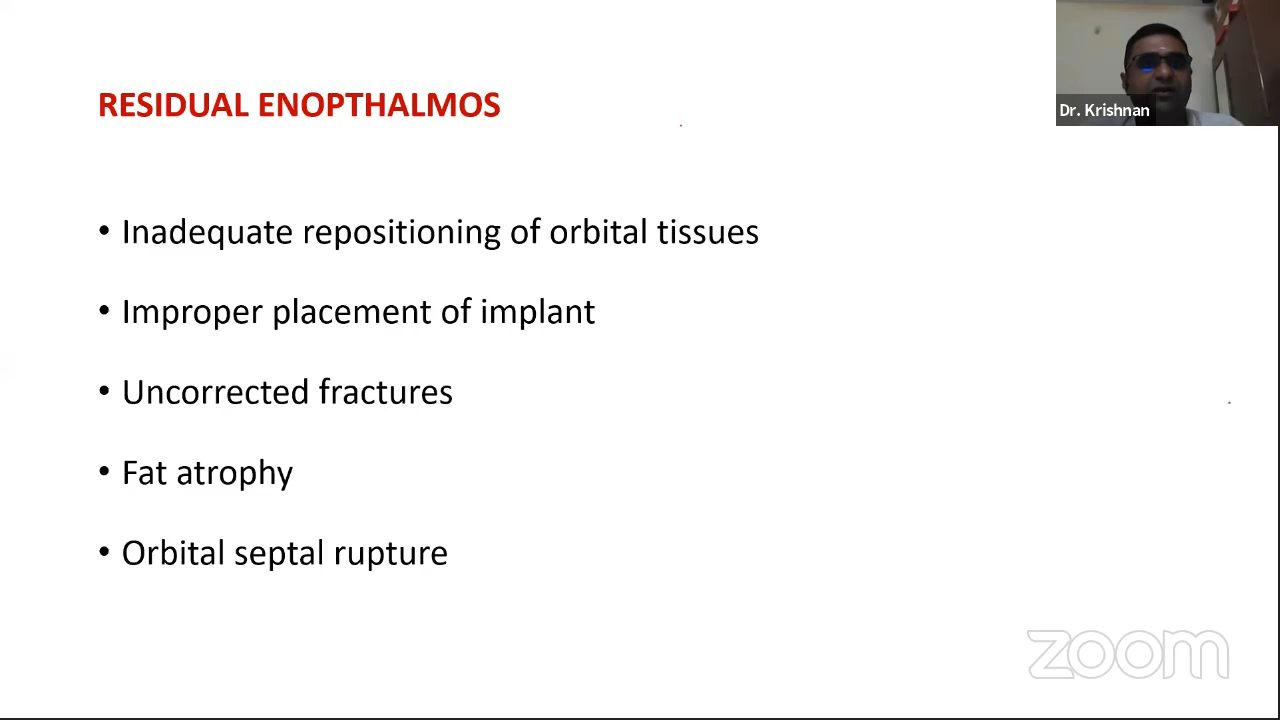 RESIDUAL ENOPTHALMOS
Dr. Krishnan
• Inadequate repositioning of orbital tissues
• Improper placement of implant
• Uncorrected fractures
• Fat atrophy
• Orbital septal rupture
zoom